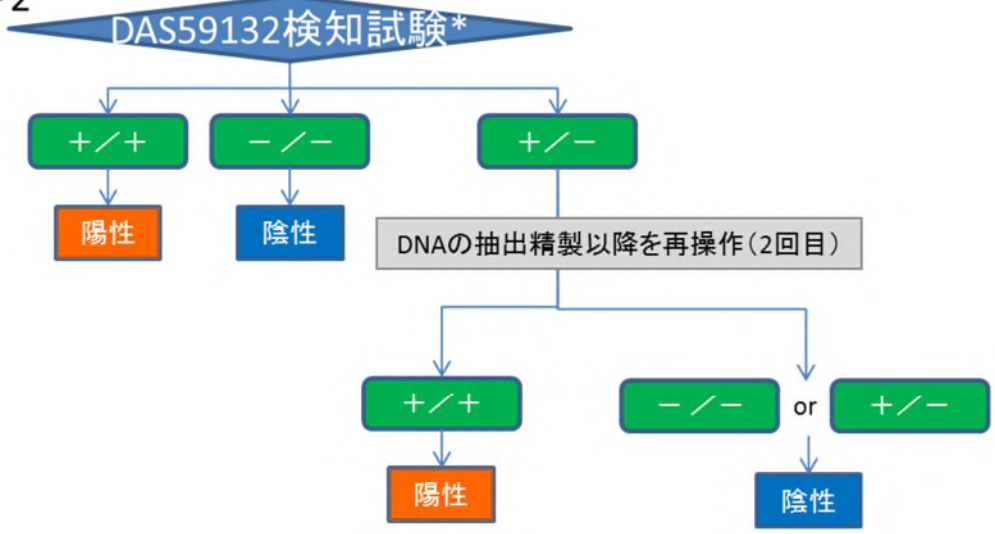 DAS59132検知試験*
＋／＋
－／－
＋／－
陽性
陰性
DNAの抽出精製以降を再操作（2回目）
＋／＋
－／－ or ＋／－
陽性
陰性